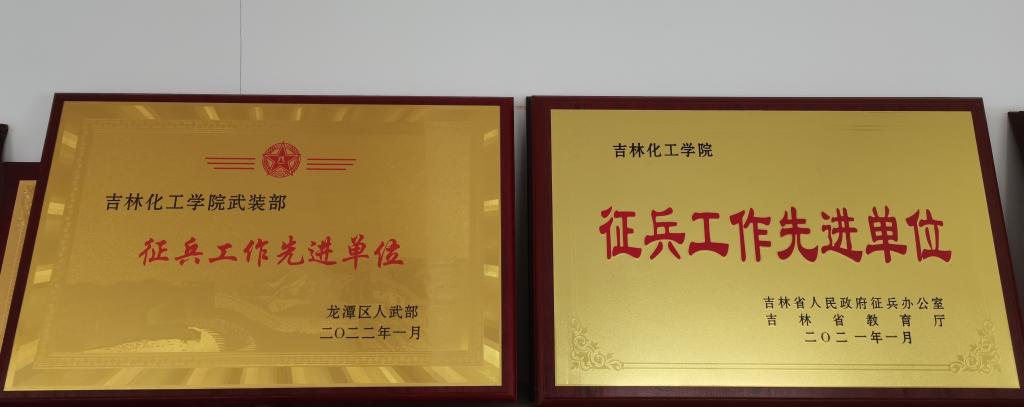 吉林化工学院武装部
征兵工作先进单位
龙潭区人武部
二〇二二年一月
吉林化工学院
征兵工作先进单位
吉林省人民政府征兵办公室
吉林省教育厅
二〇二一年一月